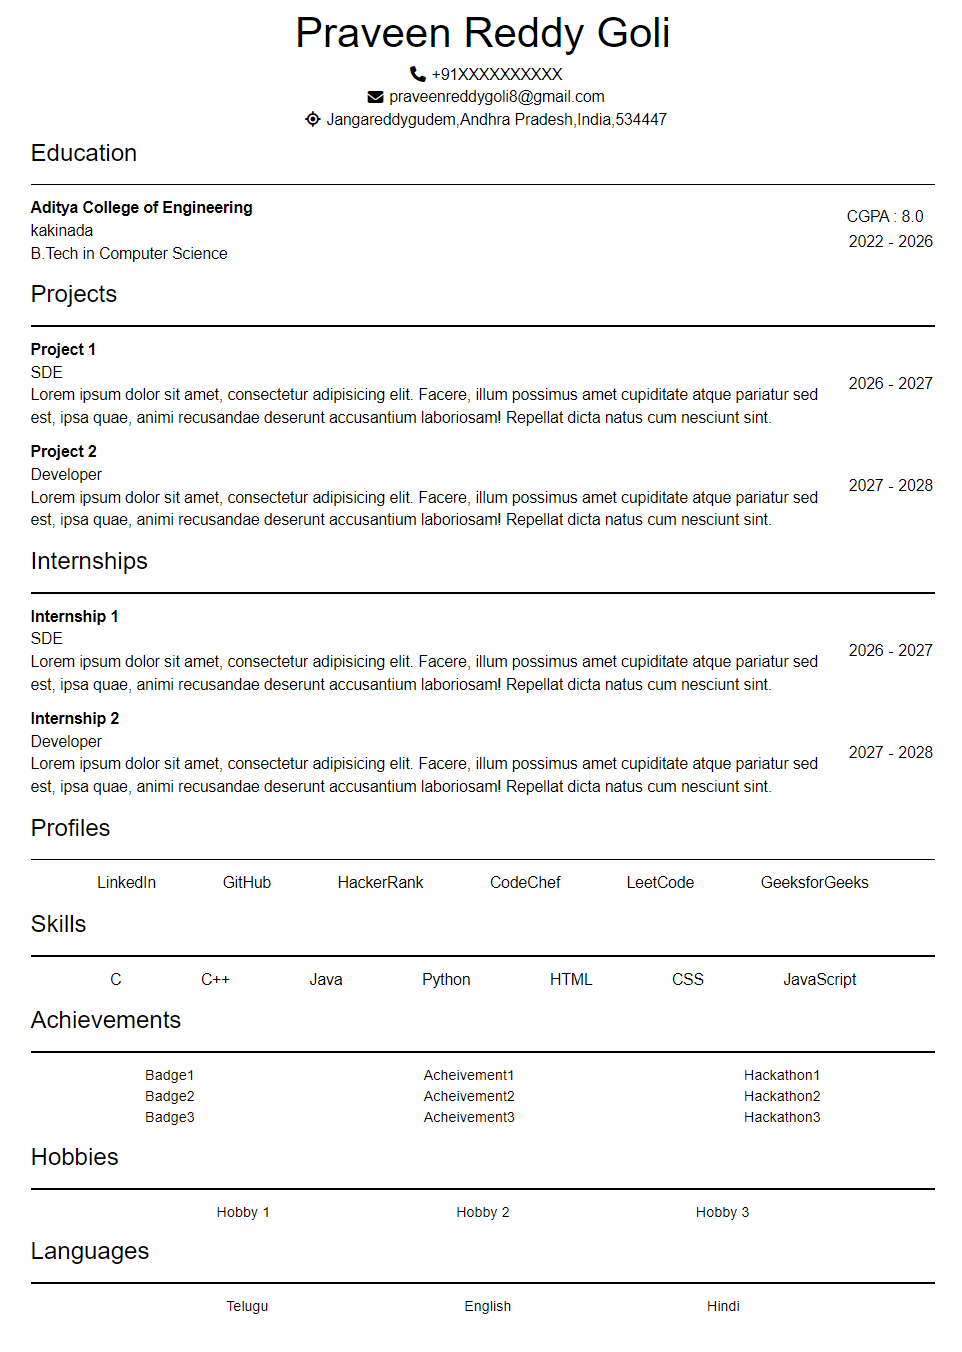 Praveen Reddy Goli
+91XXXXXXXXXX
praveenreddygoli8@gmail.com
Jangareddygudem,Andhra Pradesh,India,534447
Education
Aditya College of Engineering
kakinada
B.Tech in Computer Science
CGPA : 8.0
2022 - 2026
Projects
Project 1
SDE
Lorem ipsum dolor sit amet, consectetur adipisicing elit. Facere, illum possimus amet cupiditate atque pariatur sed
est, ipsa quae, animi recusandae deserunt accusantium laboriosam! Repellat dicta natus cum nesciunt sint.
2026 - 2027
Project 2
Developer
Lorem ipsum dolor sit amet, consectetur adipisicing elit. Facere, illum possimus amet cupiditate atque pariatur sed
est, ipsa quae, animi recusandae deserunt accusantium laboriosam! Repellat dicta natus cum nesciunt sint.
2027 - 2028
Internships
Internship 1
SDE
Lorem ipsum dolor sit amet, consectetur adipisicing elit. Facere, illum possimus amet cupiditate atque pariatur sed
est, ipsa quae, animi recusandae deserunt accusantium laboriosam! Repellat dicta natus cum nesciunt sint.
2026 - 2027
Internship 2
Developer
Lorem ipsum dolor sit amet, consectetur adipisicing elit. Facere, illum possimus amet cupiditate atque pariatur sed
est, ipsa quae, animi recusandae deserunt accusantium laboriosam! Repellat dicta natus cum nesciunt sint.
2027 - 2028
Profiles
LinkedIn GitHub HackerRank CodeChef LeetCode GeeksforGeeks
Skills
C C++ Java Python HTML CSS JavaScript
Achievements
Badge1 Acheivement1 Hackathon1
Badge2 Acheivement2 Hackathon2
Badge3 Acheivement3 Hackathon3
Hobbies
Hobby 1 Hobby 2 Hobby 3
Languages
Telugu English Hindi